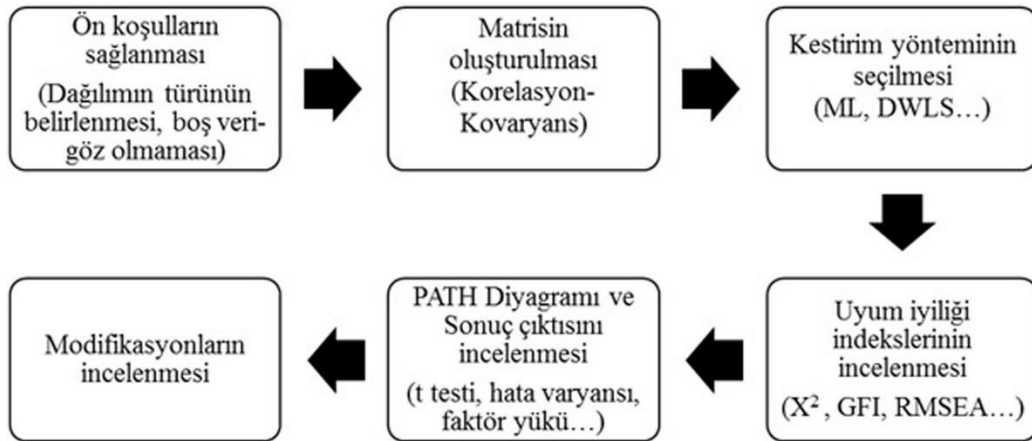 Ön koşulların
sağlanması
(Dağılımın türünün
belirlenmesi, boş veri-
göz olmaması)
Matrisin
oluşturulması
(Korelasyon-
Kovaryans)
Kestirim yönteminin
seçilmesi
(ML, DWLS…)
Uyum iyiliği
indekslerinin
incelenmesi
(X², GFI, RMSEA…)
PATH Diyagramı ve
Sonuç çıktısını
incelenmesi
(t testi, hata varyansı,
faktör yükü…)
Modifikasyonların
incelenmesi